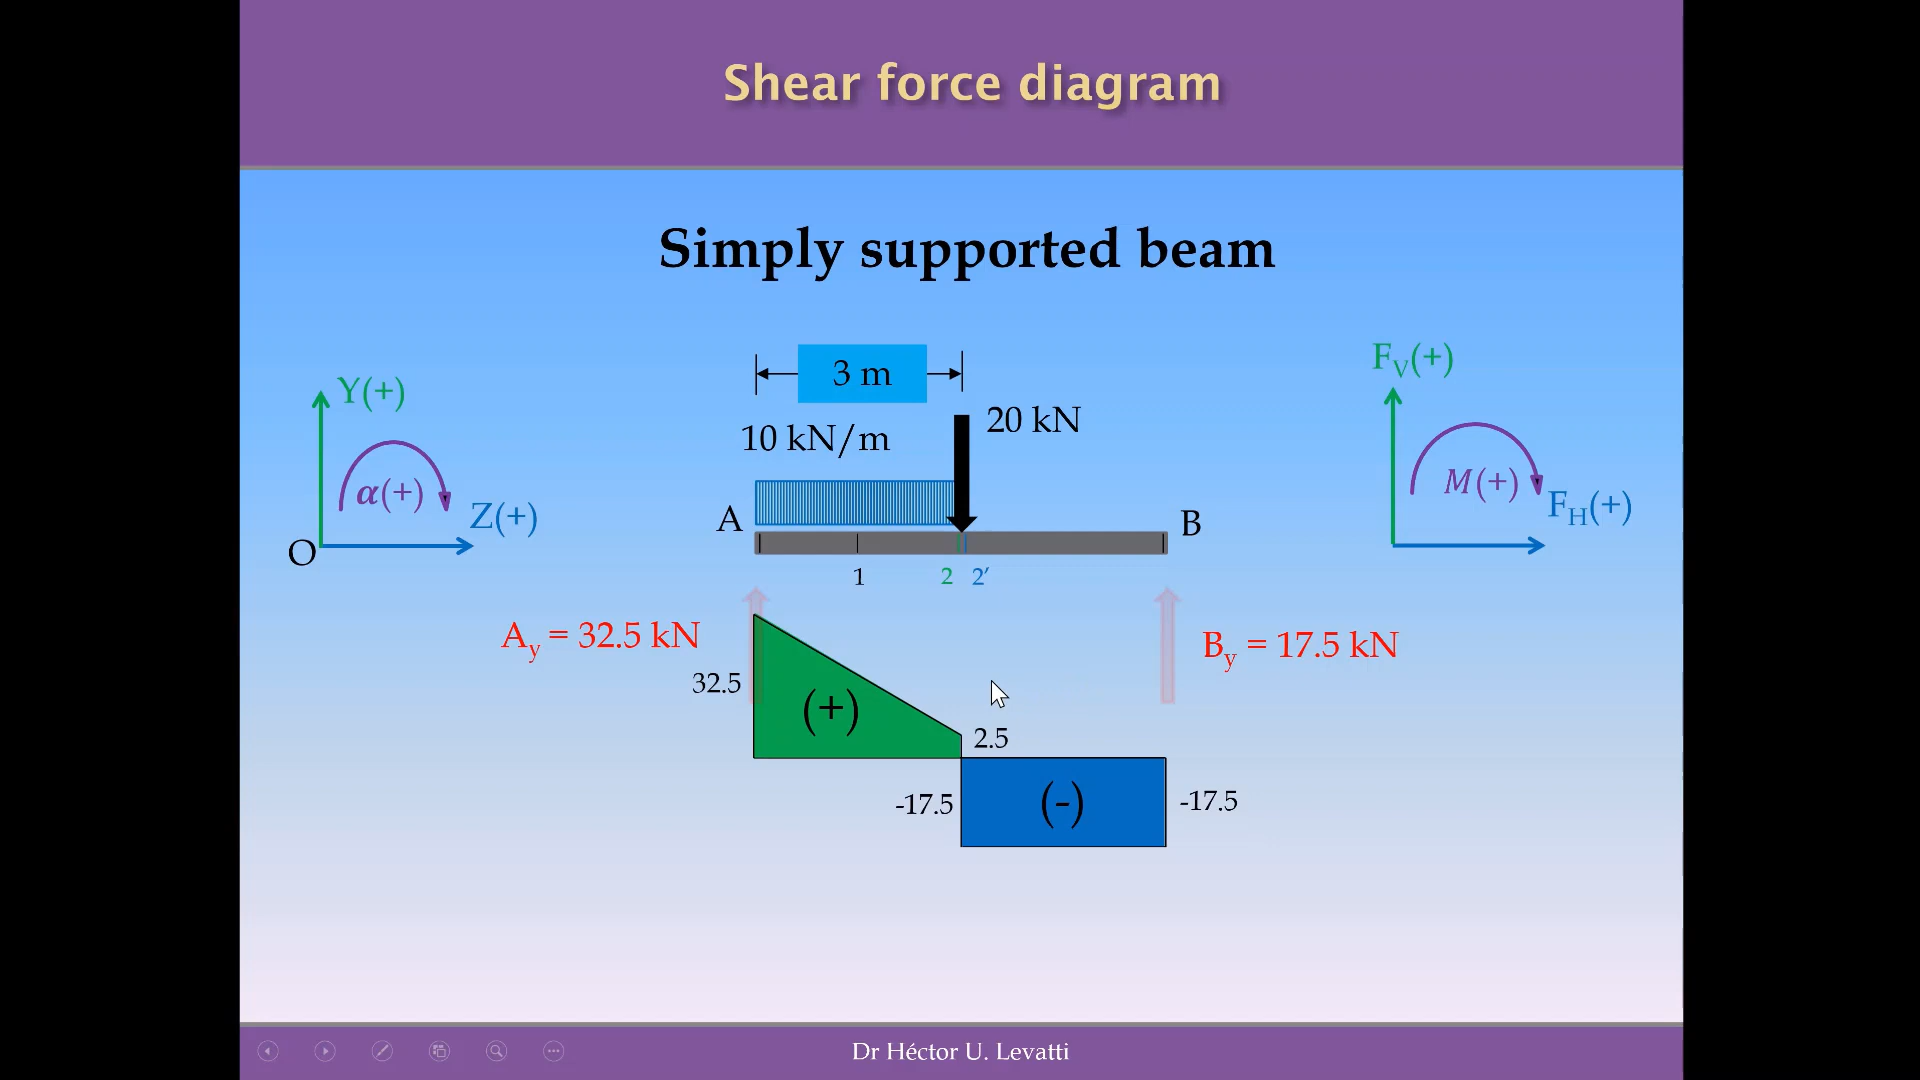 Shear force diagram
Simply supported beam
3 m
10 kN/m
20 kN
Y(+)
α(+)
Z(+)
O
A
B
1
2
2′
F_V(+)
M(+)
F_H(+)
A_y = 32.5 kN
B_y = 17.5 kN
32.5
(+)
2.5
-17.5
(-)
-17.5
Dr Héctor U. Levatti